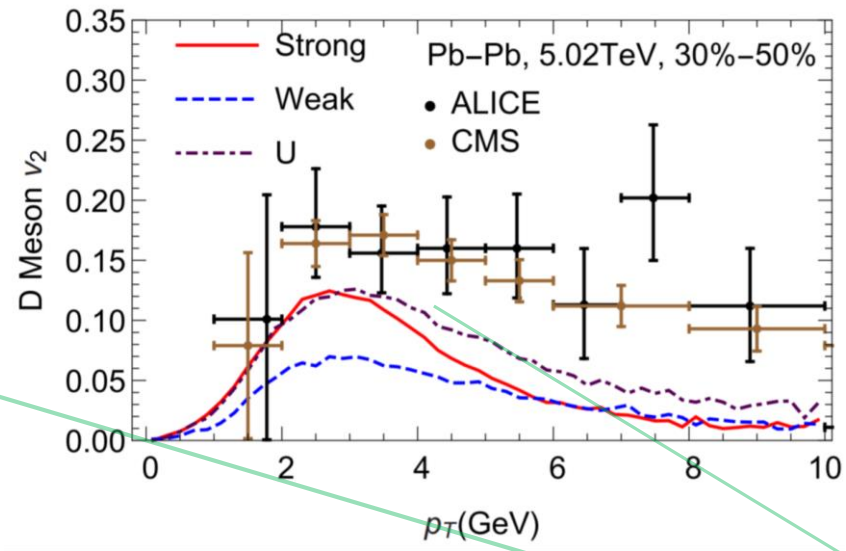 0.35
Strong
Pb−Pb, 5.02TeV, 30%−50%
0.30
Weak
ALICE
0.25
CMS
U
0.20
D Meson v₂
0.15
0.10
0.05
0.00
0 2 4 6 8 10
p_T(GeV)